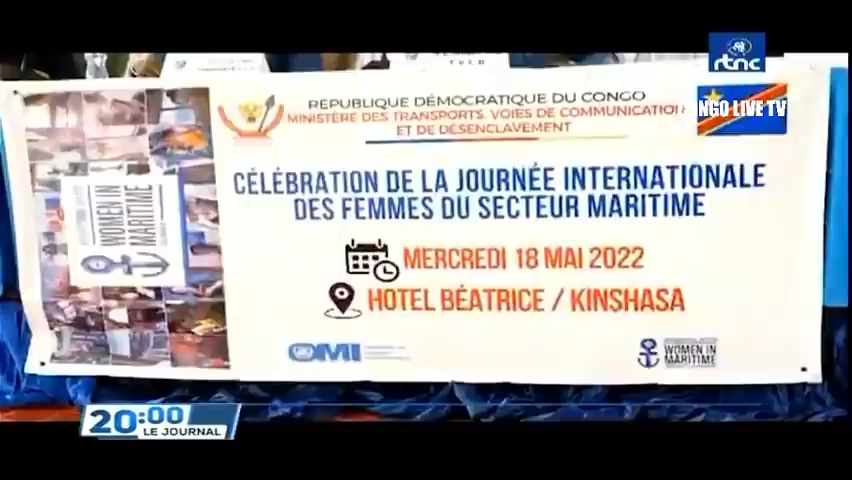 rtnc
NGO LIVE TV
RÉPUBLIQUE DÉMOCRATIQUE DU CONGO
MINISTÈRE DES TRANSPORTS, VOIES DE COMMUNICATION
ET DE DÉSENCLAVEMENT
CÉLÉBRATION DE LA JOURNÉE INTERNATIONALE
DES FEMMES DU SECTEUR MARITIME
WOMEN IN
MARITIME
MERCREDI 18 MAI 2022
HOTEL BÉATRICE / KINSHASA
OMI
WOMEN IN
MARITIME
20:00
LE JOURNAL